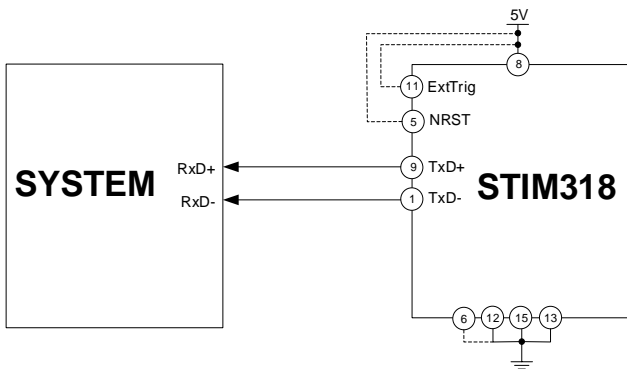 5V
8
11 ExtTrig
5 NRST
RxD+ 9 TxD+
SYSTEM STIM318
RxD- 1 TxD-
6 12 15 13